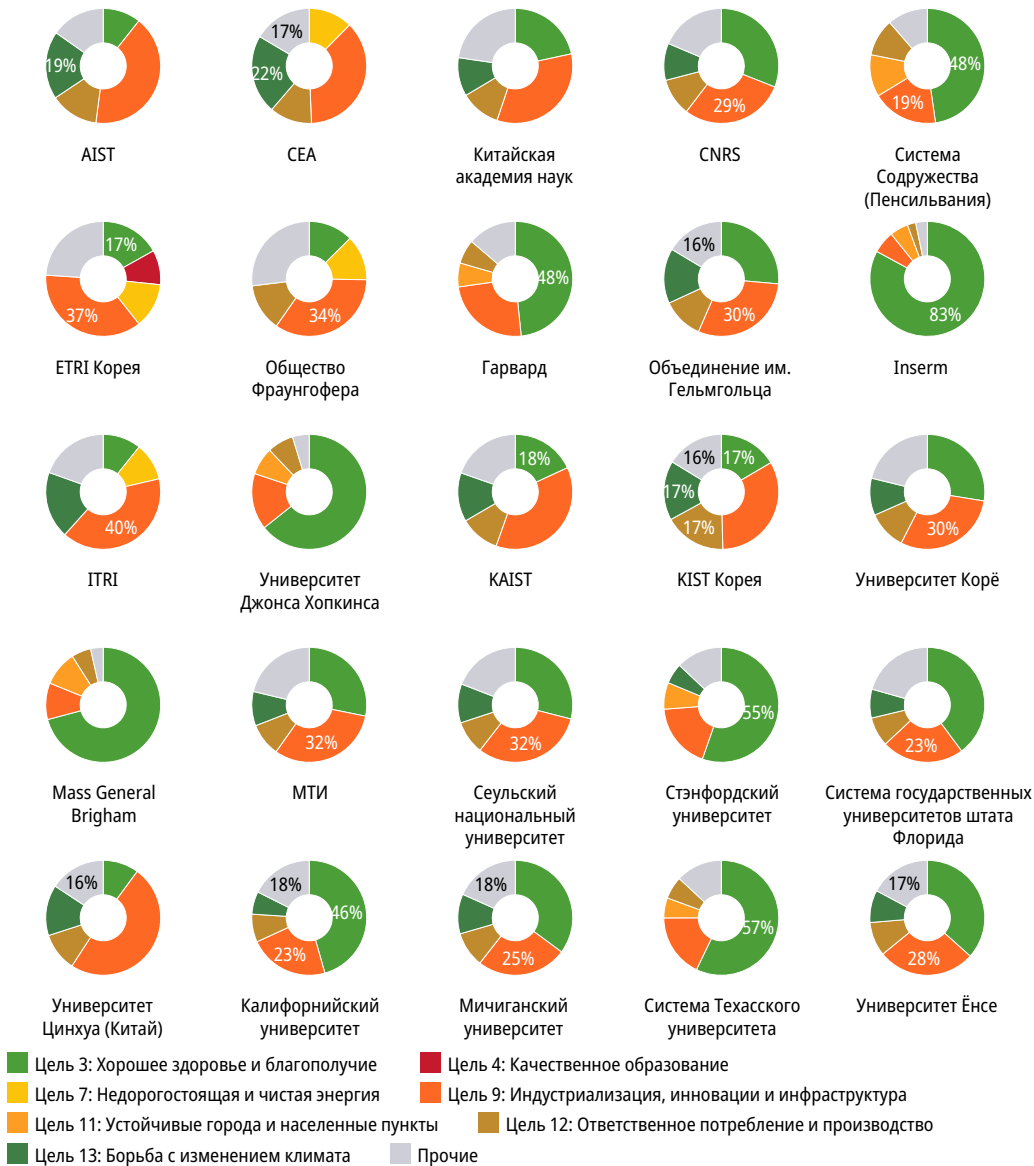 19%
17%
22%
29%
48%
19%
AIST
CEA
Китайская
академия наук
CNRS
Система
Содружества
(Пенсильвания)
17%
37%
34%
48%
16%
30%
83%
ETRI Корея
Общество
Фраунгофера
Гарвард
Объединение им.
Гельмгольца
Inserm
40%
18%
16%
17%
17%
17%
30%
ITRI
Университет
Джонса Хопкинса
KAIST
KIST Корея
Университет Корё
32%
32%
55%
23%
Mass General
Brigham
МТИ
Сеульский
национальный
университет
Стэнфордский
университет
Система государственных
университетов штата
Флорида
16%
18%
46%
23%
18%
25%
57%
17%
28%
Университет
Цинхуа (Китай)
Калифорнийский
университет
Мичиганский
университет
Система Техасского
университета
Университет Ёнсе
Цель 3: Хорошее здоровье и благополучие
Цель 4: Качественное образование
Цель 7: Недорогостоящая и чистая энергия
Цель 9: Индустриализация, инновации и инфраструктура
Цель 11: Устойчивые города и населенные пункты
Цель 12: Ответственное потребление и производство
Цель 13: Борьба с изменением климата
Прочие